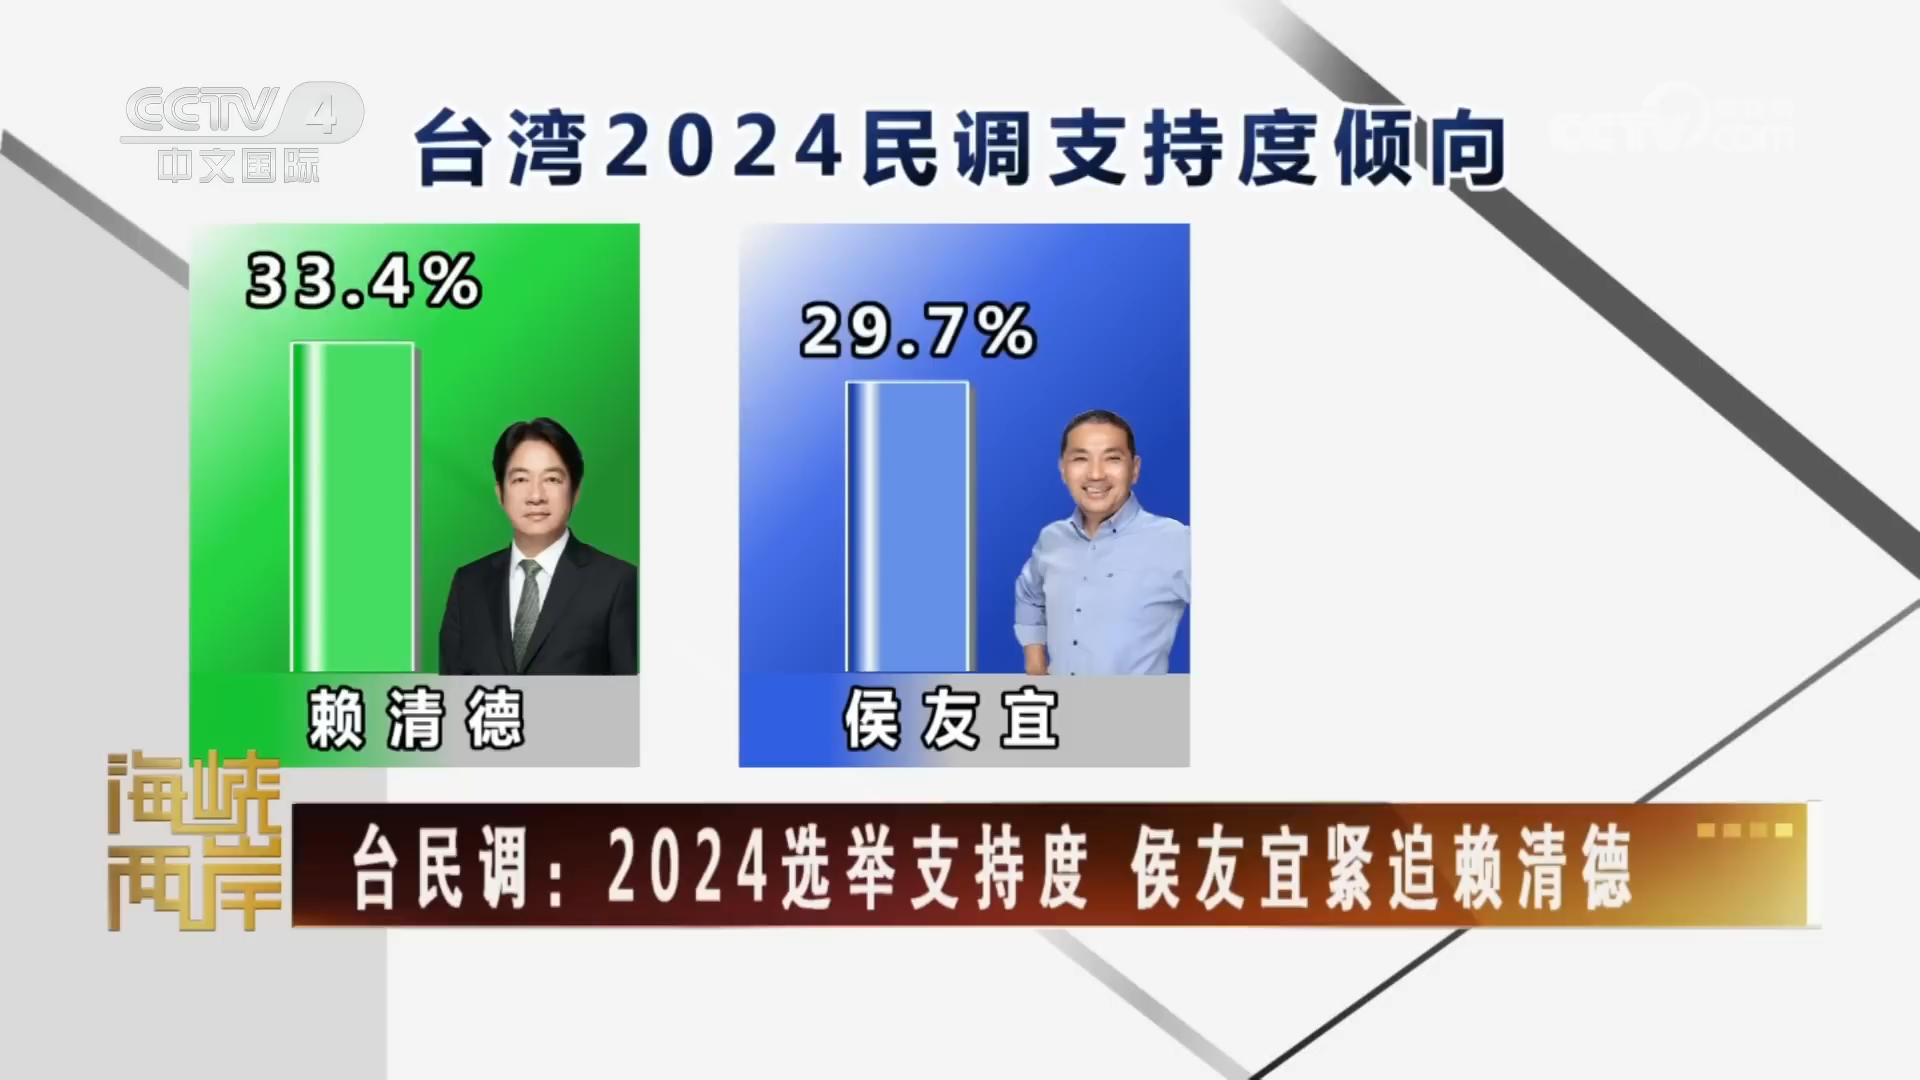 CCTV 4
中文国际
台湾2024民调支持度倾向
CCTV.com
33.4%
29.7%
赖清德
侯友宜
海峡两岸
台民调：2024选举支持度 侯友宜紧追赖清德